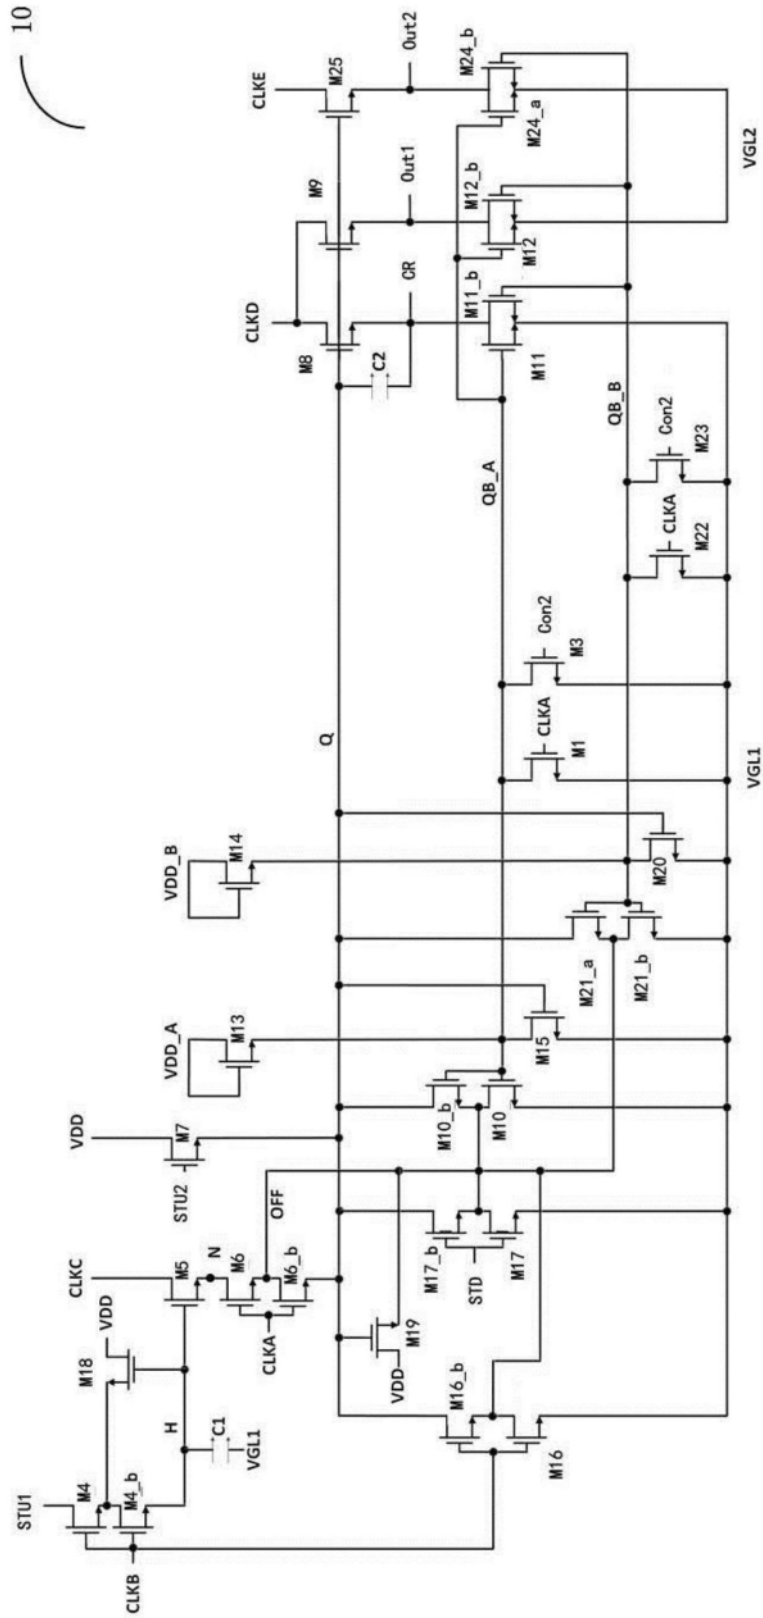 10
CLKE
M25
Out2
M24_b
M24_a
VGL2
M9
Out1
M12_b
M12
CLKD
M8
C2
CR
M11_b
M11
QB_A
QB_B
Con2
M23
CLKA
M22
Con2
M3
CLKA
M1
Q
VGL1
VDD_B
M14
M20
M21_a
M21_b
VDD_A
M13
M15
M10_b
M10
VDD
M7
STU2
OFF
M17_b
M17
STD
CLKC
M5
N
M6
M6_b
CLKA
M19
VDD
VDD
M18
H
C1
VGL1
M16_b
M16
STU1
M4
M4_b
CLKB